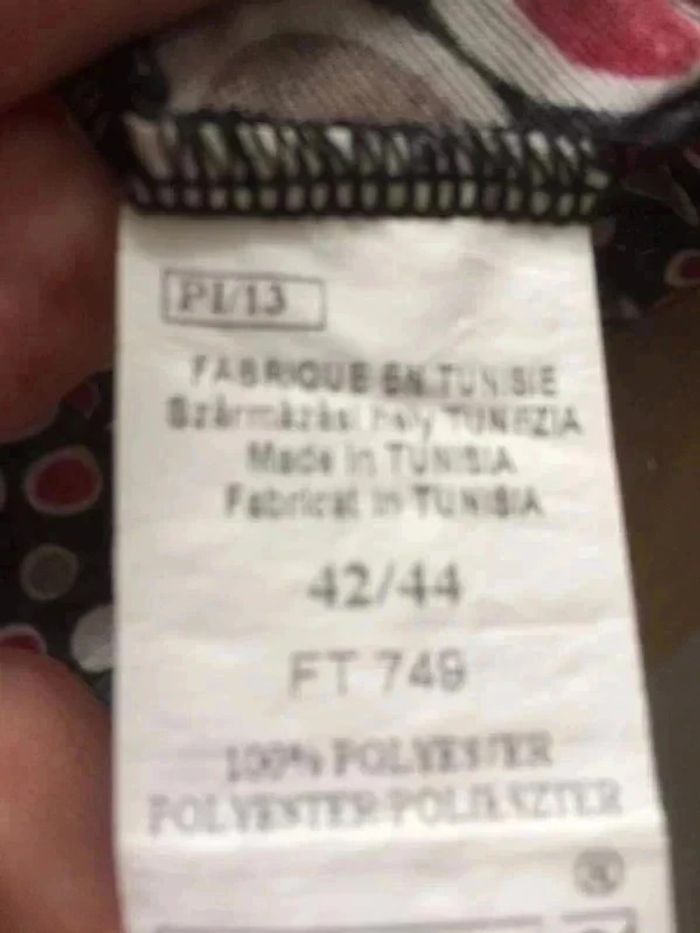 PI/13
FABRIQUE EN TUNISIE
Származási hely TUNÉZIA
Made in TUNISIA
Fabricat in TUNISIA
42/44
FT 749
100% POLYESTER
POLYESTER/POLIÉSZTER